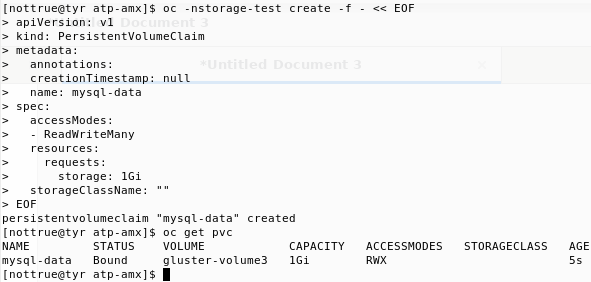 [nottrue@tyr atp-amx]$ oc -nstorage-test create -f - << EOF
> apiVersion: v1
> kind: PersistentVolumeClaim
> metadata:
>   annotations:
>   creationTimestamp: null
>   name: mysql-data
> spec:
>   accessModes:
>   - ReadWriteMany
>   resources:
>     requests:
>       storage: 1Gi
>   storageClassName: ""
> EOF
persistentvolumeclaim "mysql-data" created
[nottrue@tyr atp-amx]$ oc get pvc
NAME         STATUS    VOLUME            CAPACITY   ACCESSMODES   STORAGECLASS   AGE
mysql-data   Bound     gluster-volume3   1Gi        RWX                          5s
[nottrue@tyr atp-amx]$
Document 3
*Untitled Document 3